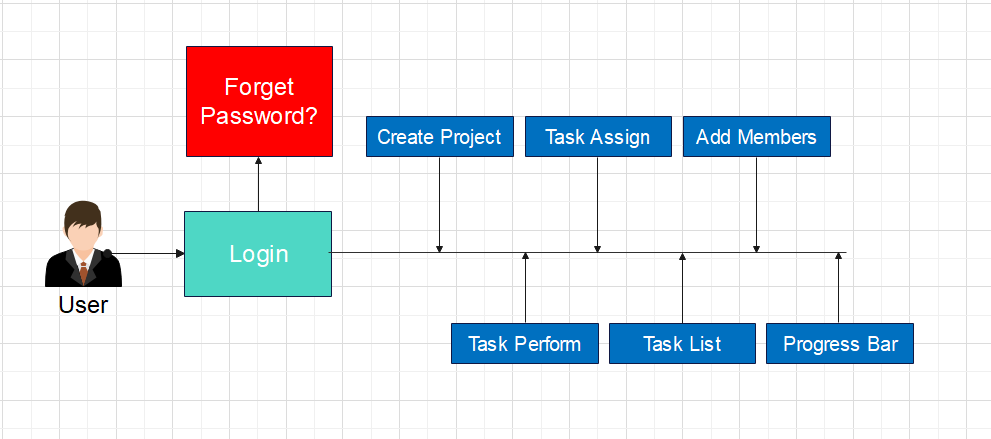 Forget
Password?
Create Project
Task Assign
Add Members
Login
User
Task Perform
Task List
Progress Bar